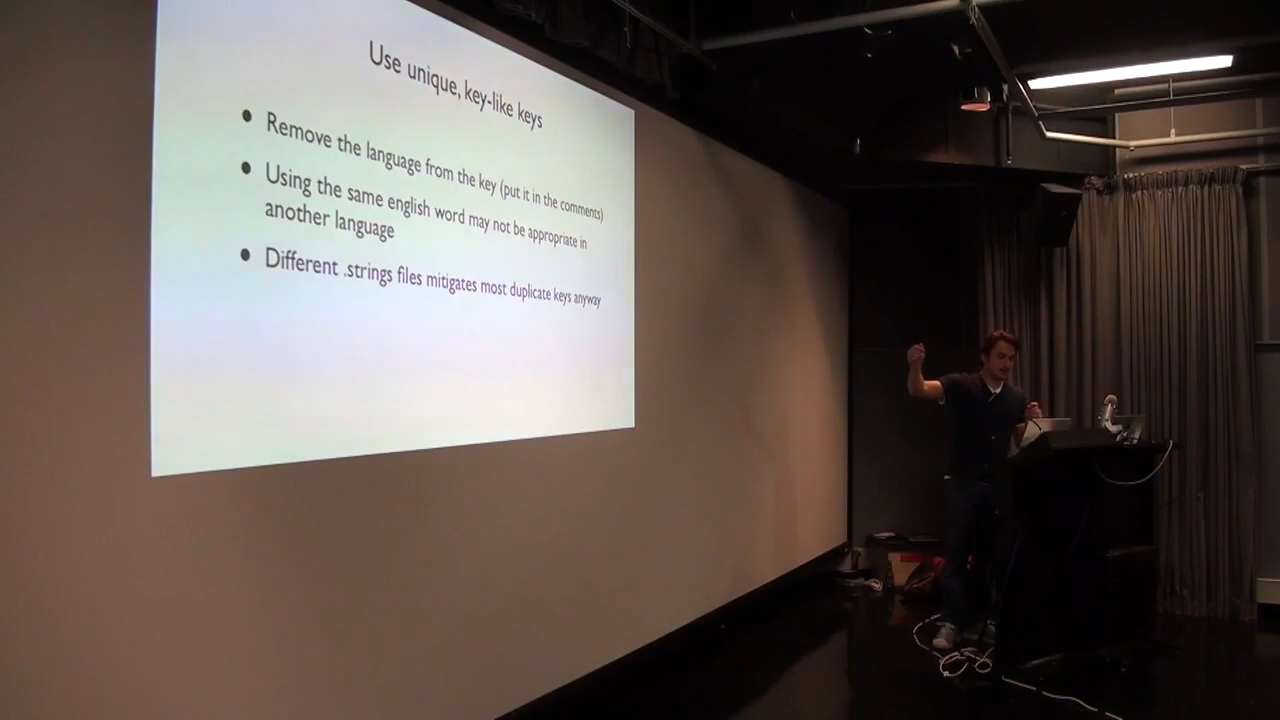 Use unique, key-like keys
• Remove the language from the key (put it in the comments)
• Using the same english word may not be appropriate in
another language
• Different .strings files mitigates most duplicate keys anyway